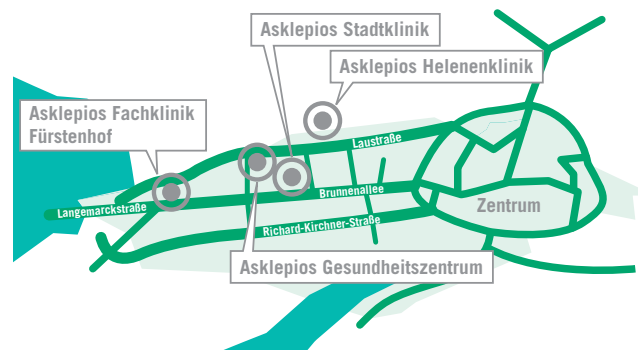 Asklepios Stadtklinik
Asklepios Helenenklinik
Asklepios Fachklinik
Fürstenhof
Laustraße
Brunnenallee
Langemarckstraße
Zentrum
Richard-Kirchner-Straße
Asklepios Gesundheitszentrum